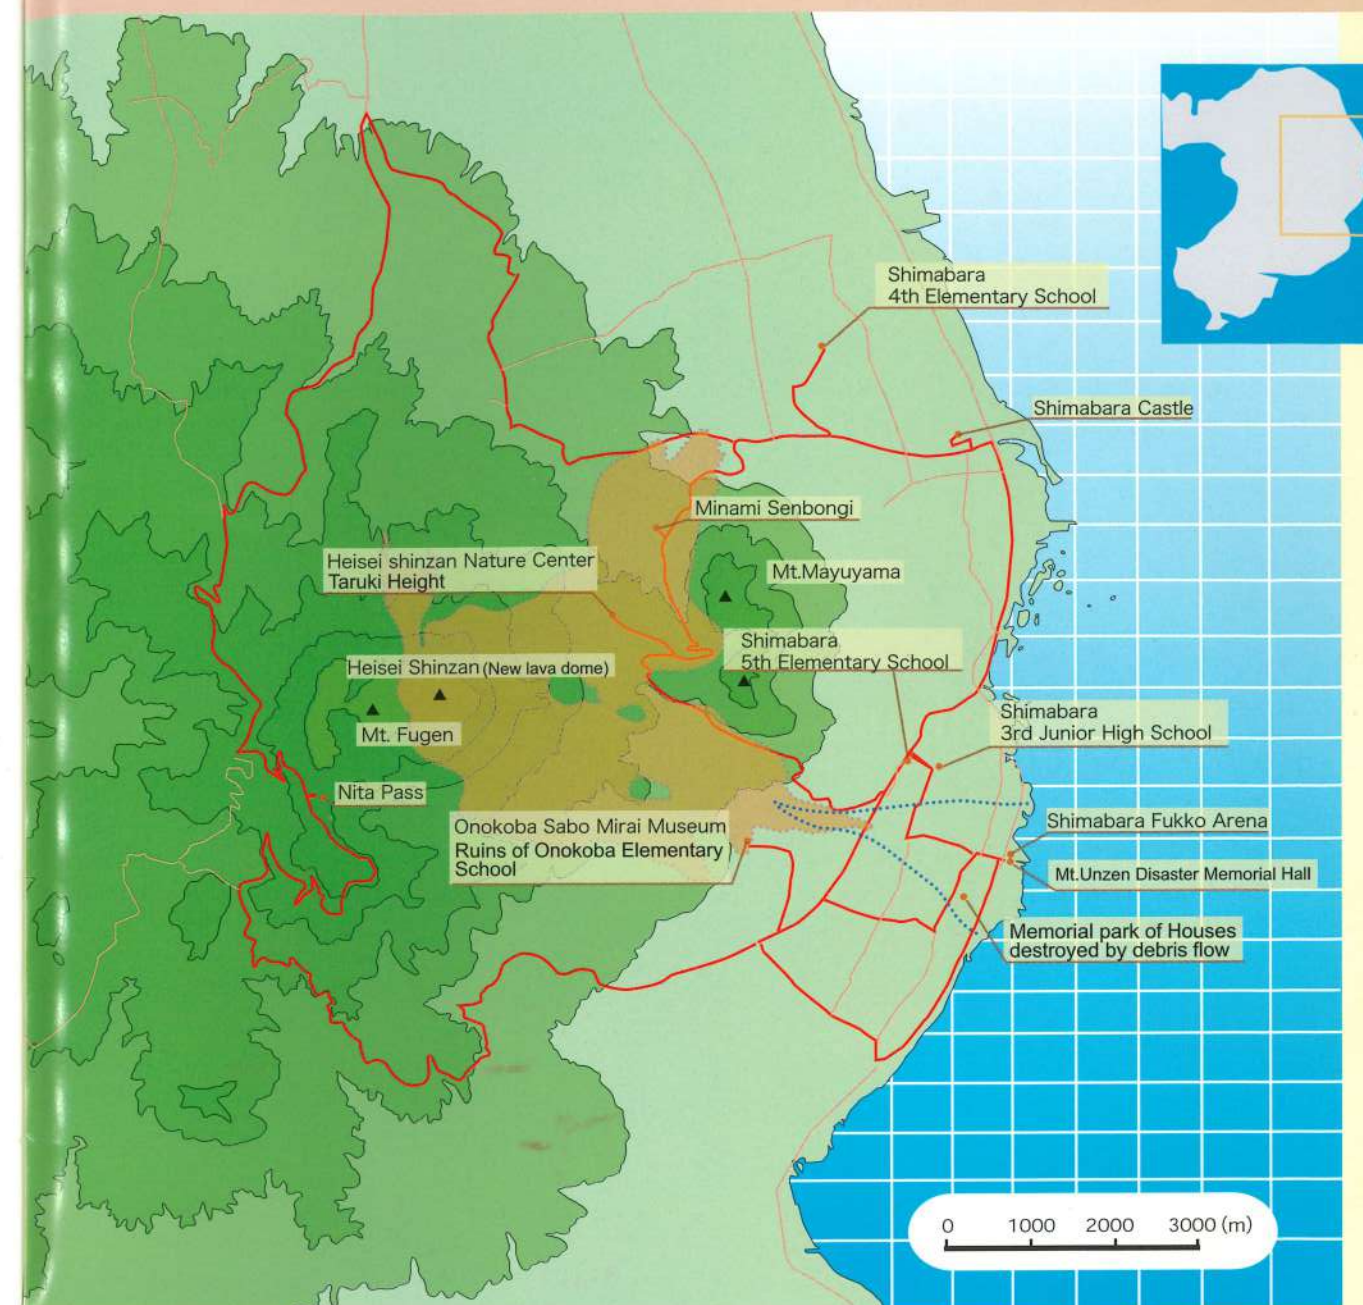 Shimabara
4th Elementary School
Shimabara Castle
Minami Senbongi
Heisei shinzan Nature Center
Taruki Height
Mt.Mayuyama
Shimabara
5th Elementary School
Heisei Shinzan (New lava dome)
Mt. Fugen
Shimabara
3rd Junior High School
Nita Pass
Onokoba Sabo Mirai Museum
Ruins of Onokoba Elementary
School
Shimabara Fukko Arena
Mt.Unzen Disaster Memorial Hall
Memorial park of Houses
destroyed by debris flow
0 1000 2000 3000 (m)